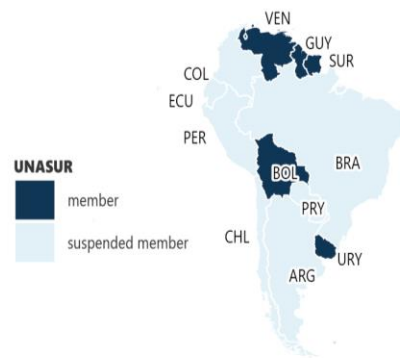 VEN
GUY
SUR
COL
ECU
PER
UNASUR
member
suspended member
BOL
BRA
PRY
CHL
URY
ARG